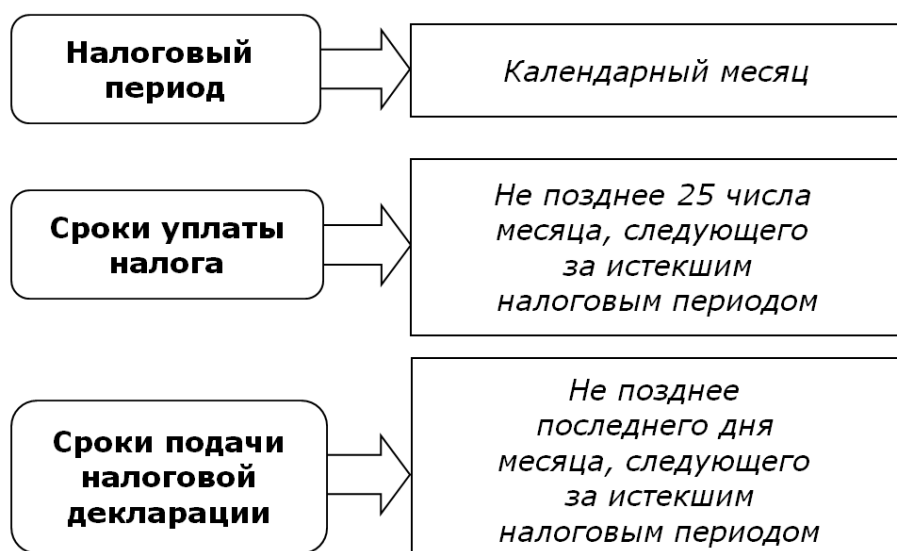 Налоговый
период
Календарный месяц
Сроки уплаты
налога
Не позднее 25 числа
месяца, следующего
за истекшим
налоговым периодом
Сроки подачи
налоговой
декларации
Не позднее
последнего дня
месяца, следующего
за истекшим
налоговым периодом